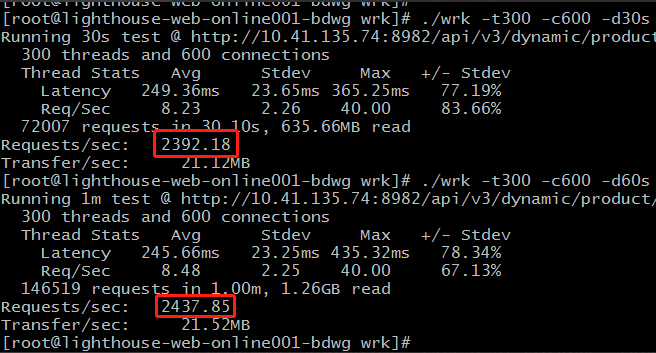 [root@lighthouse-web-online001-bdwg wrk]#
[root@lighthouse-web-online001-bdwg wrk]# ./wrk -t300 -c600 -d30s
Running 30s test @ http://10.41.135.74:8982/api/v3/dynamic/product
300 threads and 600 connections
Thread Stats Avg Stdev Max +/- Stdev
Latency 249.36ms 23.65ms 365.25ms 77.19%
Req/Sec 8.23 2.26 40.00 83.66%
72007 requests in 30.10s, 635.66MB read
Requests/sec: 2392.18
Transfer/sec: 21.12MB
[root@lighthouse-web-online001-bdwg wrk]# ./wrk -t300 -c600 -d60s
Running 1m test @ http://10.41.135.74:8982/api/v3/dynamic/product/
300 threads and 600 connections
Thread Stats Avg Stdev Max +/- Stdev
Latency 245.66ms 23.25ms 435.32ms 78.34%
Req/Sec 8.48 2.25 40.00 67.13%
146519 requests in 1.00m, 1.26GB read
Requests/sec: 2437.85
Transfer/sec: 21.52MB
[root@lighthouse-web-online001-bdwg wrk]#